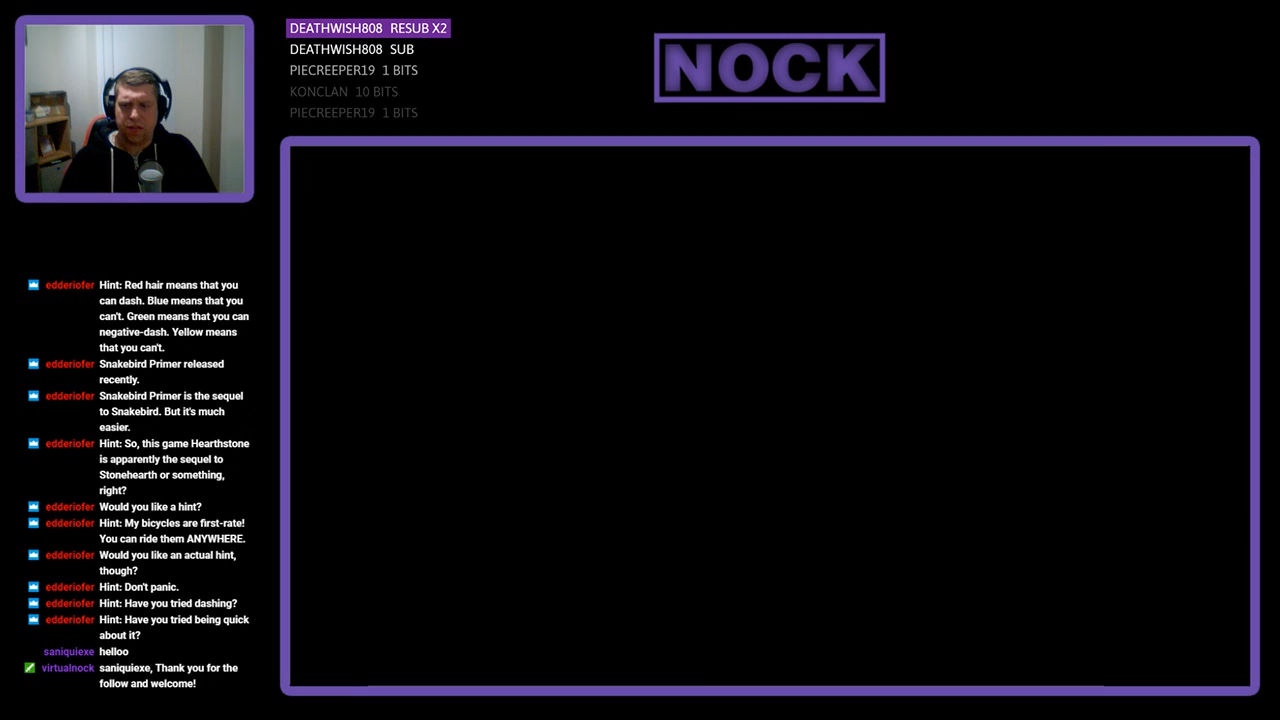 DEATHWISH808 RESUB X2
DEATHWISH808 SUB
PIECREEPER19 1 BITS
KONCLAN 10 BITS
PIECREEPER19 1 BITS
NOCK
edderiofer Hint: Red hair means that you
can dash. Blue means that you
can't. Green means that you can
negative-dash. Yellow means
that you can't.
edderiofer Snakebird Primer released
recently.
edderiofer Snakebird Primer is the sequel
to Snakebird. But it's much
easier.
edderiofer Hint: So, this game Hearthstone
is apparently the sequel to
Stonehearth or something,
right?
edderiofer Would you like a hint?
edderiofer Hint: My bicycles are first-rate!
You can ride them ANYWHERE.
edderiofer Would you like an actual hint,
though?
edderiofer Hint: Don't panic.
edderiofer Hint: Have you tried dashing?
edderiofer Hint: Have you tried being quick
about it?
saniquiexe helloo
virtualnock saniquiexe, Thank you for the
follow and welcome!